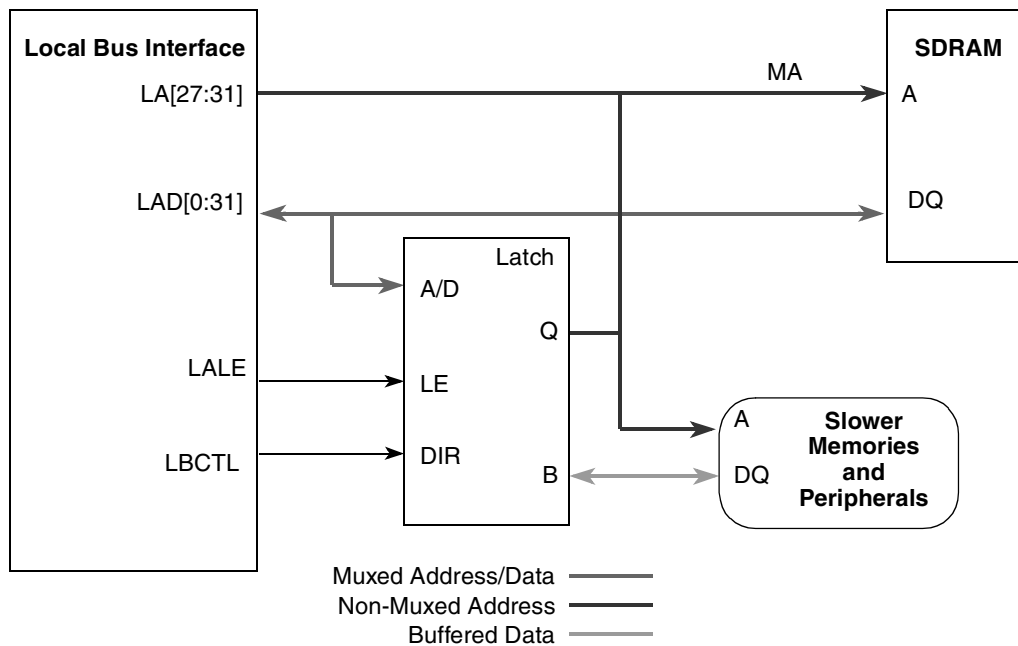 Local Bus Interface
LA[27:31]
LAD[0:31]
LALE
LBCTL
Latch
A/D
Q
LE
DIR
B
MA
SDRAM
A
DQ
A
Slower
Memories
and
Peripherals
DQ
Muxed Address/Data
Non-Muxed Address
Buffered Data